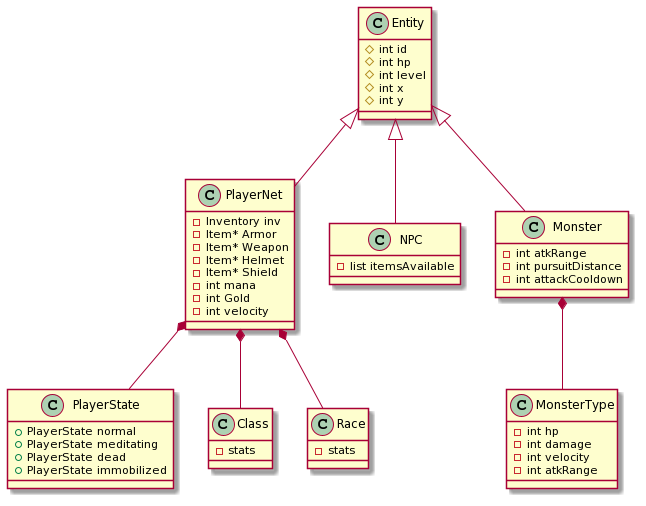 C Entity
int id
int hp
int level
int x
int y
C PlayerNet
Inventory inv
Item* Armor
Item* Weapon
Item* Helmet
Item* Shield
int mana
int Gold
int velocity
C NPC
list itemsAvailable
C Monster
int atkRange
int pursuitDistance
int attackCooldown
C PlayerState
PlayerState normal
PlayerState meditating
PlayerState dead
PlayerState immobilized
C Class
stats
C Race
stats
C MonsterType
int hp
int damage
int velocity
int atkRange